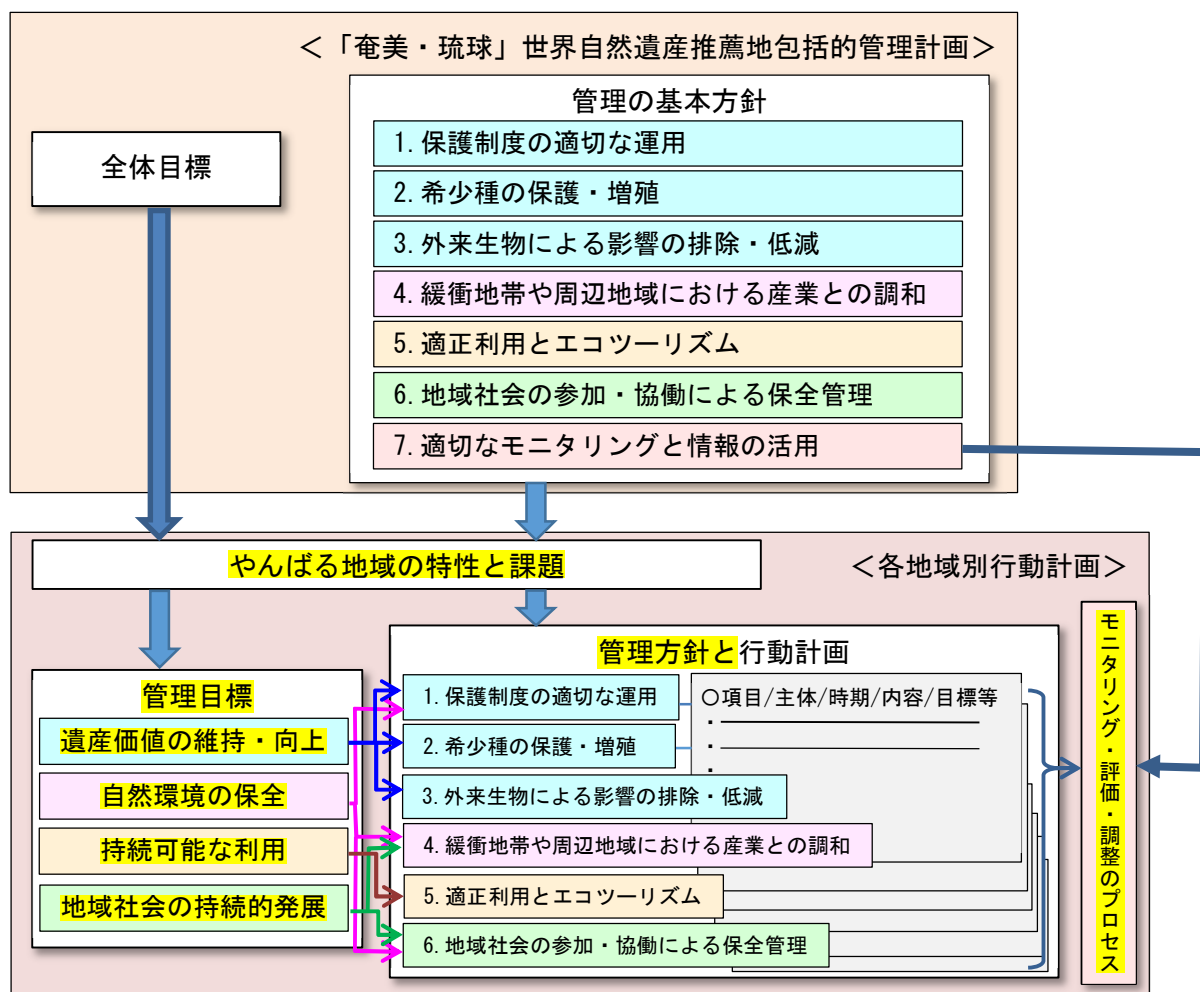 ＜「奄美・琉球」世界自然遺産推薦地包括的管理計画＞
管理の基本方針
1.保護制度の適切な運用
2.希少種の保護・増殖
3.外来生物による影響の排除・低減
4.緩衝地帯や周辺地域における産業との調和
5.適正利用とエコツーリズム
6.地域社会の参加・協働による保全管理
7.適切なモニタリングと情報の活用
全体目標
やんばる地域の特性と課題
＜各地域別行動計画＞
管理目標
遺産価値の維持・向上
自然環境の保全
持続可能な利用
地域社会の持続的発展
管理方針と行動計画
1.保護制度の適切な運用
2.希少種の保護・増殖
3.外来生物による影響の排除・低減
4.緩衝地帯や周辺地域における産業との調和
5.適正利用とエコツーリズム
6.地域社会の参加・協働による保全管理
○項目/主体/時期/内容/目標等
・
・
・
モニタリング・評価・調整のプロセス